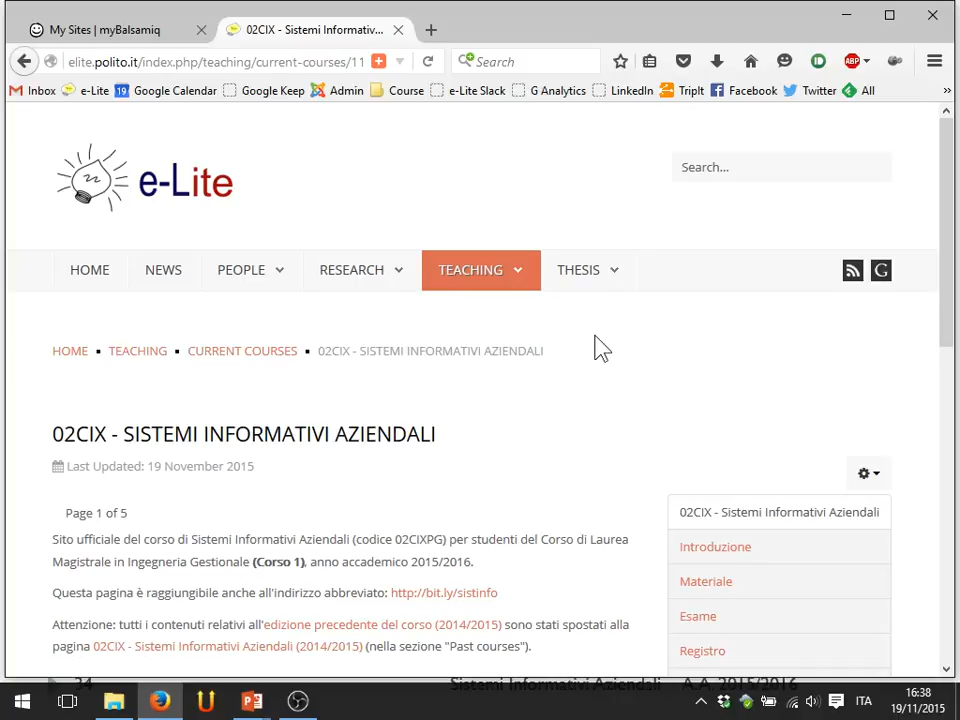 My Sites | myBalsamiq
02CIX - Sistemi Informativ...
elite.polito.it/index.php/teaching/current-courses/11
Search
Inbox e-Lite 19 Google Calendar Google Keep Admin Course e-Lite Slack G Analytics LinkedIn TripIt Facebook Twitter All »
e-Lite
Search...
HOME NEWS PEOPLE RESEARCH TEACHING THESIS G
HOME ▪ TEACHING ▪ CURRENT COURSES ▪ 02CIX - SISTEMI INFORMATIVI AZIENDALI
02CIX - SISTEMI INFORMATIVI AZIENDALI
Last Updated: 19 November 2015
Page 1 of 5
Sito ufficiale del corso di Sistemi Informativi Aziendali (codice 02CIXPG) per studenti del Corso di Laurea
Magistrale in Ingegneria Gestionale (Corso 1), anno accademico 2015/2016.
Questa pagina è raggiungibile anche all'indirizzo abbreviato: http://bit.ly/sistinfo
Attenzione: tutti i contenuti relativi all'edizione precedente del corso (2014/2015) sono stati spostati alla
pagina 02CIX - Sistemi Informativi Aziendali (2014/2015) (nella sezione "Past courses").
02CIX - Sistemi Informativi Aziendali
Introduzione
Materiale
Esame
Registro
34 Sistemi Informativi Aziendali A.A. 2015/2016
ITA
16:38
19/11/2015